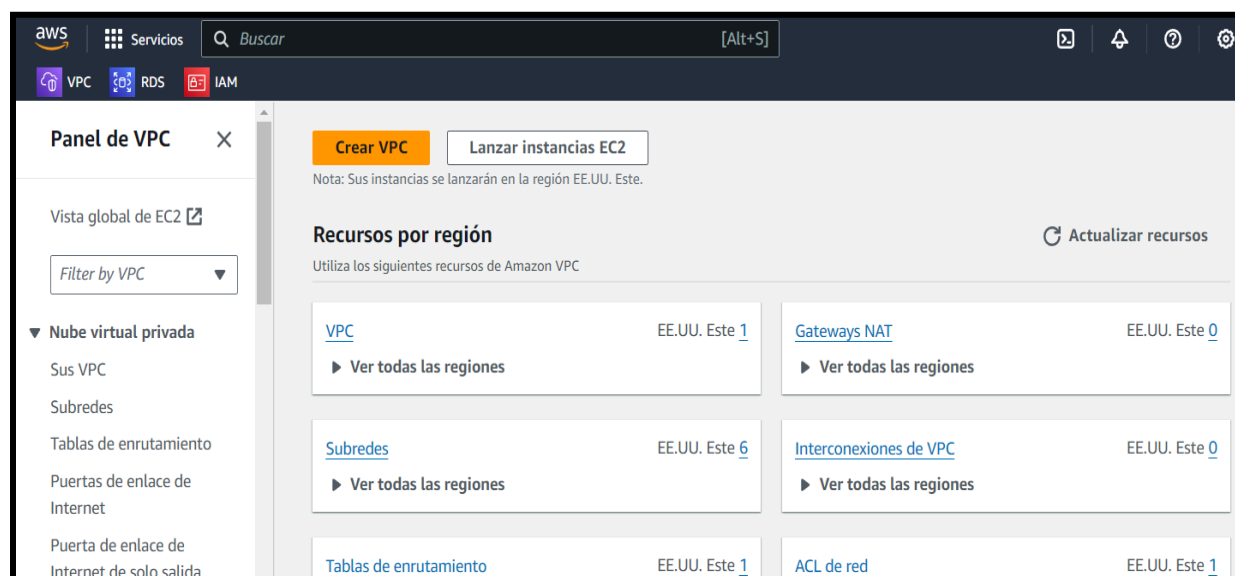 aws
Servicios
Buscar
[Alt+S]
VPC
RDS
IAM
Panel de VPC
Vista global de EC2
Filter by VPC
Nube virtual privada
Sus VPC
Subredes
Tablas de enrutamiento
Puertas de enlace de
Internet
Puerta de enlace de
Internet de solo salida
Crear VPC
Lanzar instancias EC2
Nota: Sus instancias se lanzarán en la región EE.UU. Este.
Recursos por región
Actualizar recursos
Utiliza los siguientes recursos de Amazon VPC
VPC
EE.UU. Este 1
Ver todas las regiones
Gateways NAT
EE.UU. Este 0
Ver todas las regiones
Subredes
EE.UU. Este 6
Ver todas las regiones
Interconexiones de VPC
EE.UU. Este 0
Ver todas las regiones
Tablas de enrutamiento
EE.UU. Este 1
ACL de red
EE.UU. Este 1